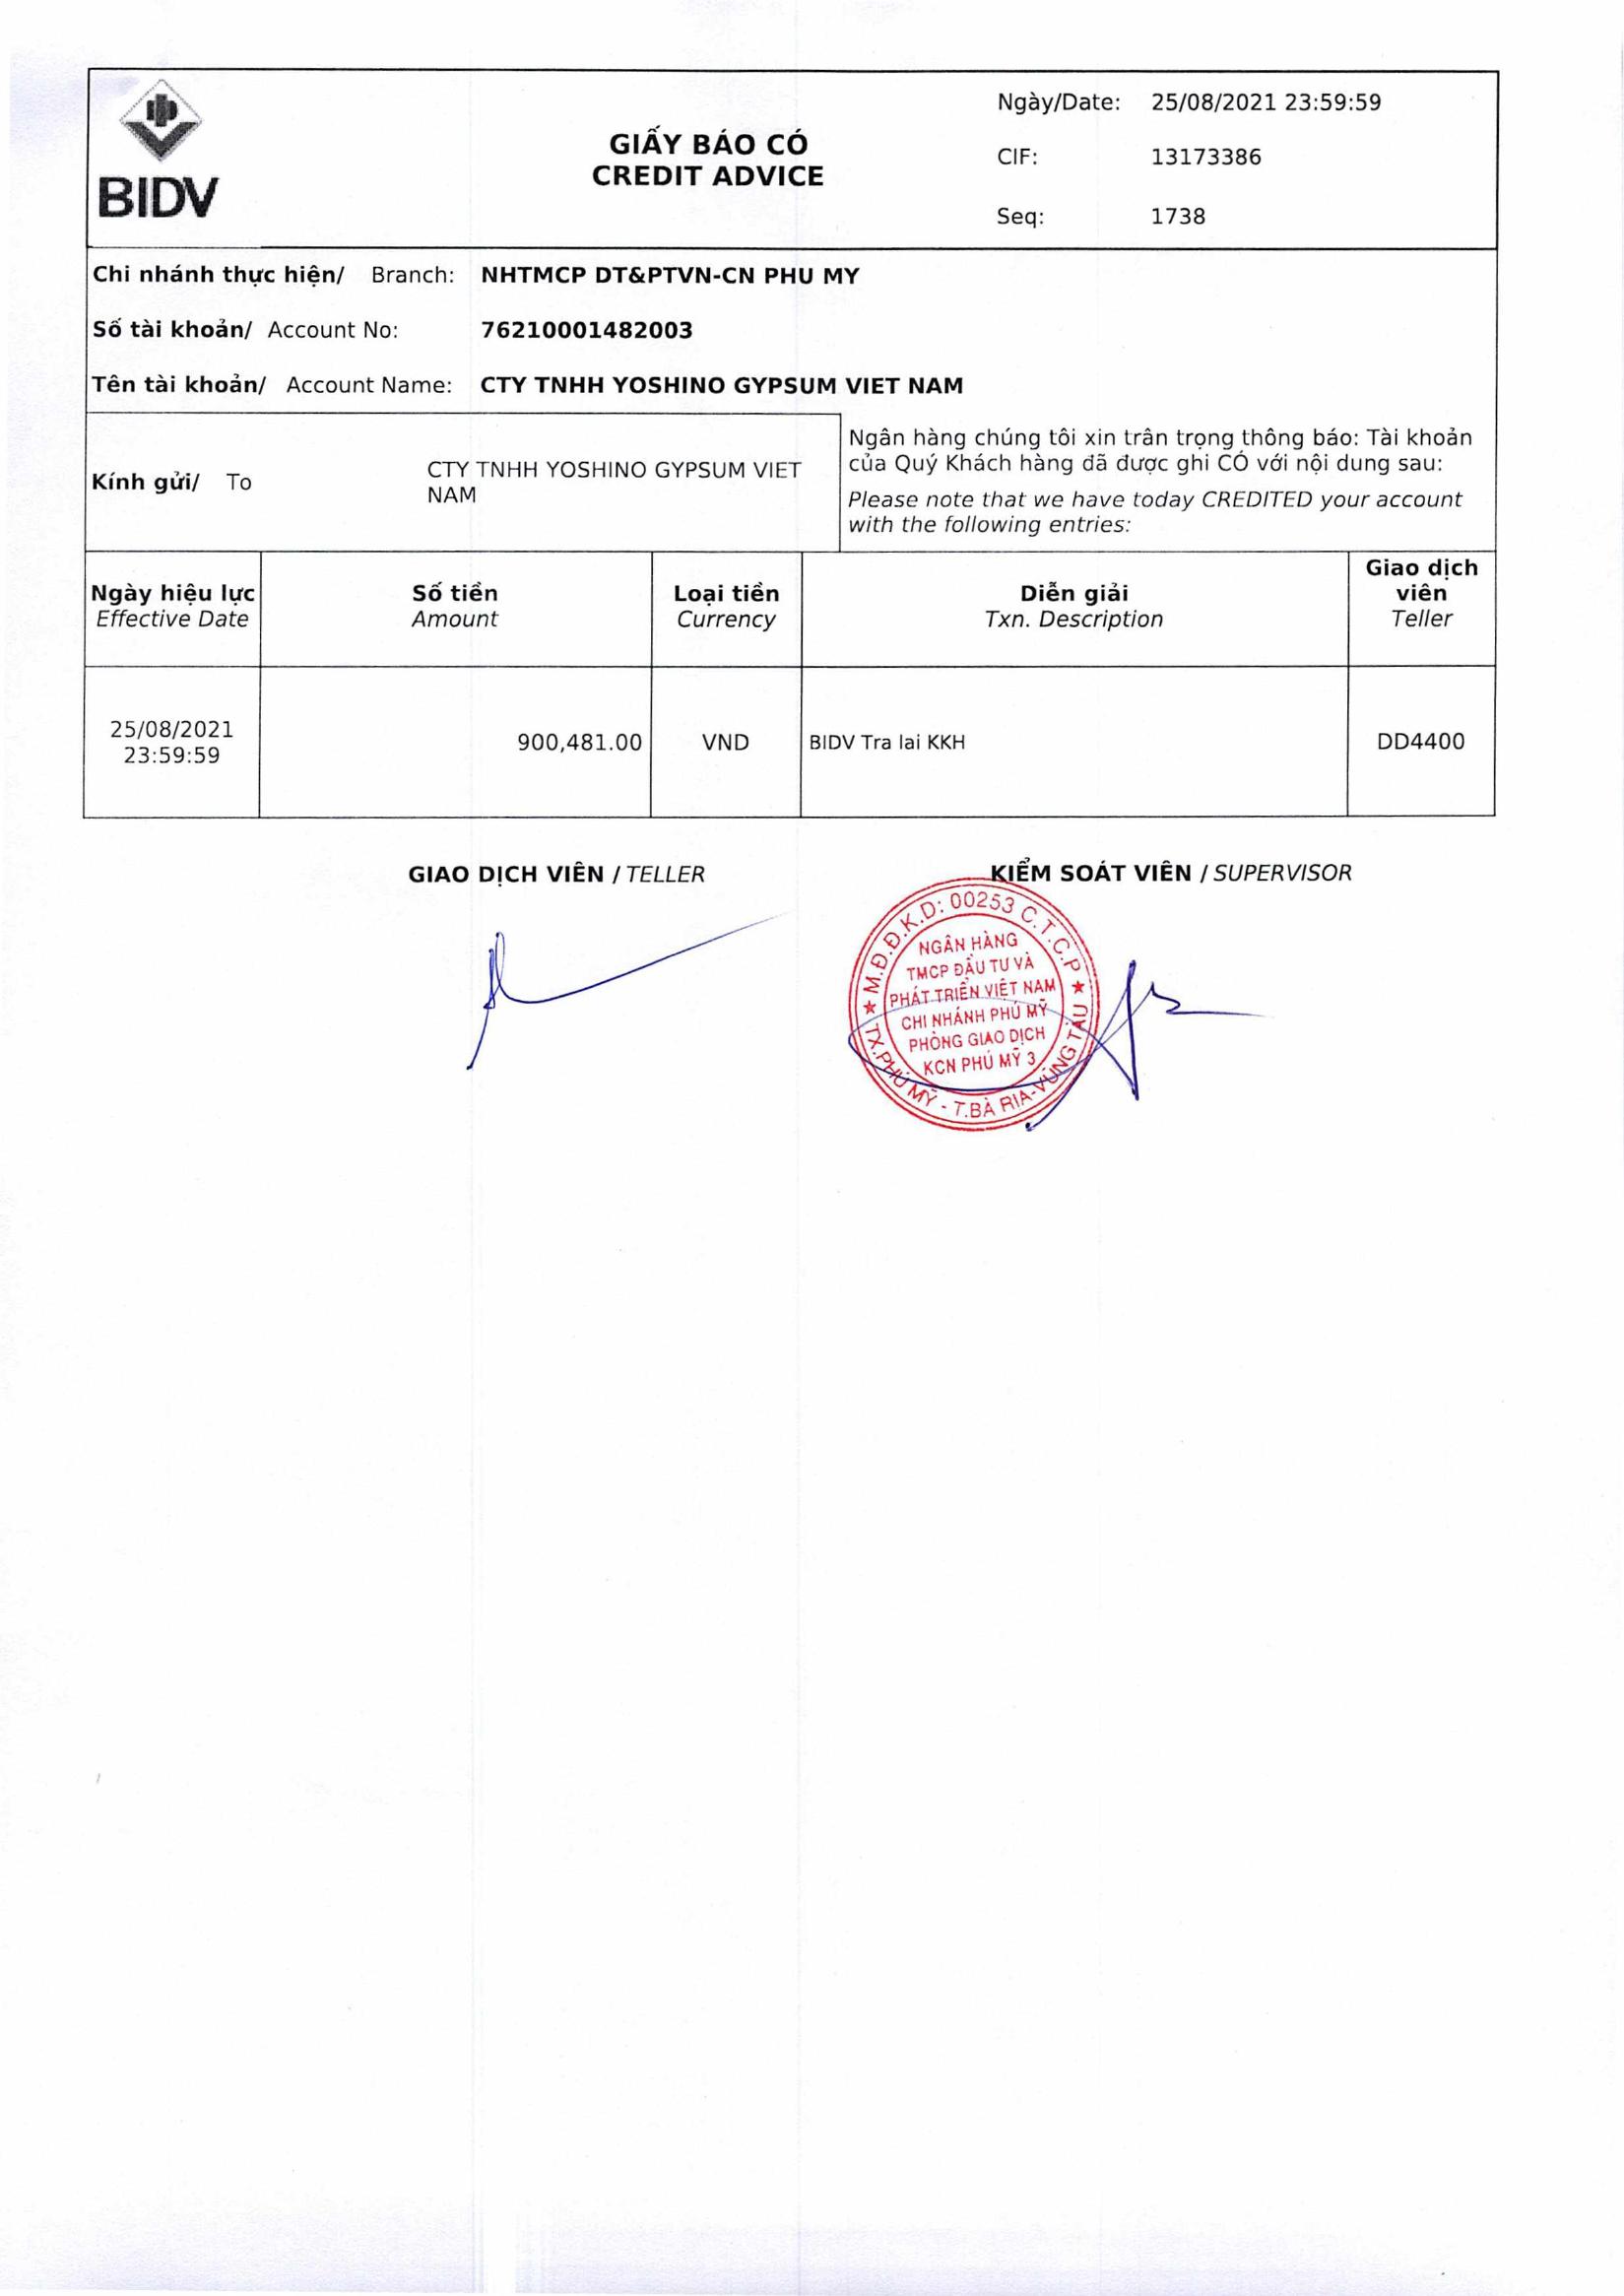 BIDV
GIẤY BÁO CÓ
CREDIT ADVICE
Ngày/Date: 25/08/2021 23:59:59
CIF: 13173386
Seq: 1738
Chi nhánh thực hiện/ Branch: NHTMCP DT&PTVN-CN PHU MY
Số tài khoản/ Account No: 76210001482003
Tên tài khoản/ Account Name: CTY TNHH YOSHINO GYPSUM VIET NAM
Kính gửi/ To
CTY TNHH YOSHINO GYPSUM VIET
NAM
Ngân hàng chúng tôi xin trân trọng thông báo: Tài khoản
của Quý Khách hàng đã được ghi CÓ với nội dung sau:
Please note that we have today CREDITED your account
with the following entries:
Ngày hiệu lực
Effective Date
Số tiền
Amount
Loại tiền
Currency
Diễn giải
Txn. Description
Giao dịch
viên
Teller
25/08/2021
23:59:59
900,481.00
VND
BIDV Tra lai KKH
DD4400
GIAO DỊCH VIÊN / TELLER
KIỂM SOÁT VIÊN / SUPERVISOR
M.Đ.Đ.K.D: 00253 C.T.C.P
NGÂN HÀNG
TMCP ĐẦU TƯ VÀ
PHÁT TRIỂN VIỆT NAM
CHI NHÁNH PHÚ MỸ
PHÒNG GIAO DỊCH
KCN PHÚ MỸ 3
TX.PHÚ MỸ - T.BÀ RỊA-VŨNG TÀU